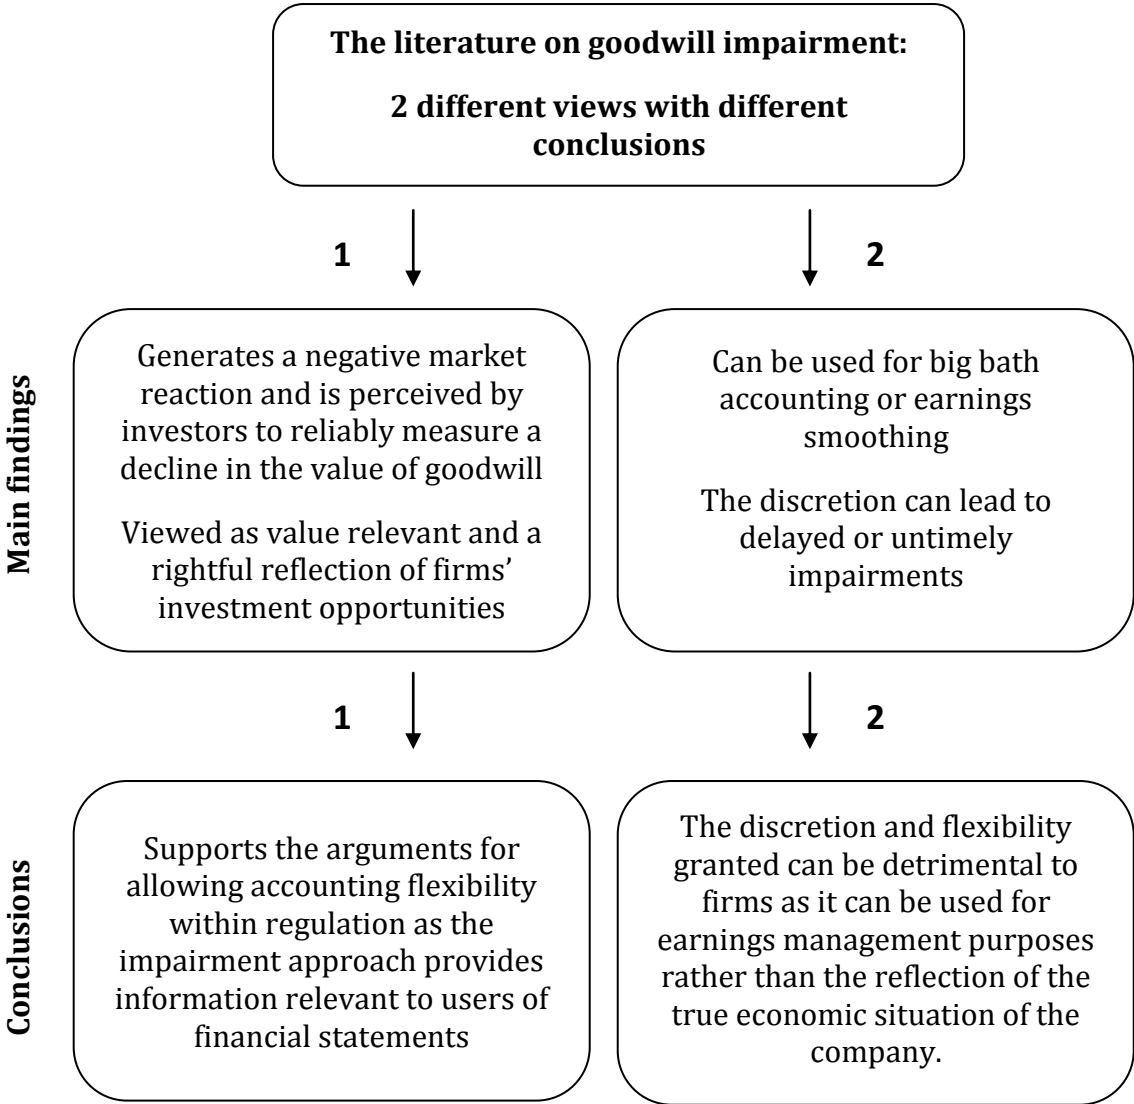 The literature on goodwill impairment:
2 different views with different
conclusions
1
2
Main findings
Generates a negative market
reaction and is perceived by
investors to reliably measure a
decline in the value of goodwill
Viewed as value relevant and a
rightful reflection of firms’
investment opportunities
Can be used for big bath
accounting or earnings
smoothing
The discretion can lead to
delayed or untimely
impairments
1
2
Conclusions
Supports the arguments for
allowing accounting flexibility
within regulation as the
impairment approach provides
information relevant to users of
financial statements
The discretion and flexibility
granted can be detrimental to
firms as it can be used for
earnings management purposes
rather than the reflection of the
true economic situation of the
company.